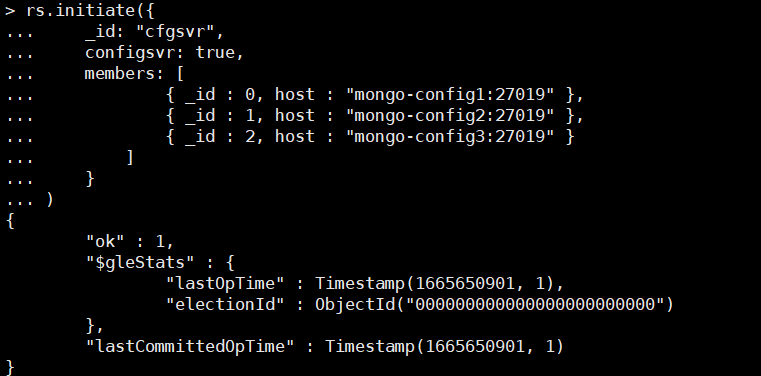 > rs.initiate({
...     _id: "cfgsvr",
...     configsvr: true,
...     members: [
...             { _id : 0, host : "mongo-config1:27019" },
...             { _id : 1, host : "mongo-config2:27019" },
...             { _id : 2, host : "mongo-config3:27019" }
...         ]
...     }
... )
{
        "ok" : 1,
        "$gleStats" : {
                "lastOpTime" : Timestamp(1665650901, 1),
                "electionId" : ObjectId("000000000000000000000000")
        },
        "lastCommittedOpTime" : Timestamp(1665650901, 1)
}